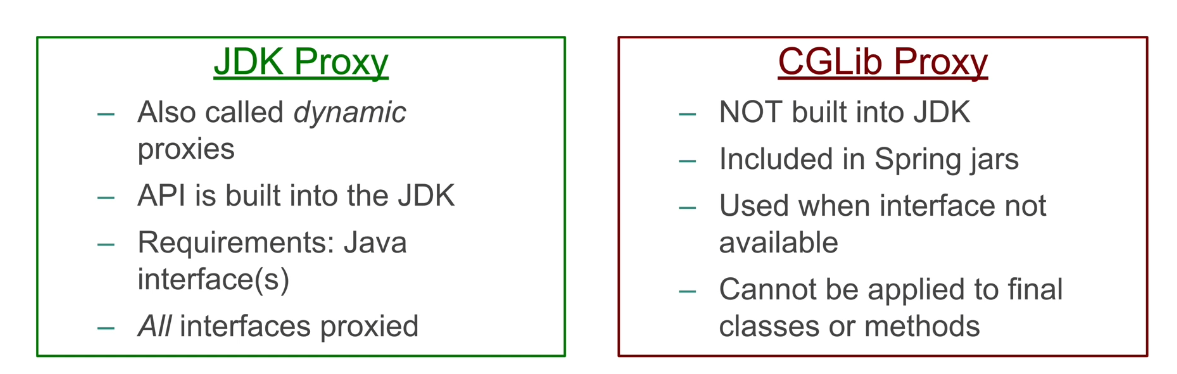 JDK Proxy
– Also called dynamic
proxies
– API is built into the JDK
– Requirements: Java
interface(s)
– All interfaces proxied
CGLib Proxy
– NOT built into JDK
– Included in Spring jars
– Used when interface not
available
– Cannot be applied to final
classes or methods